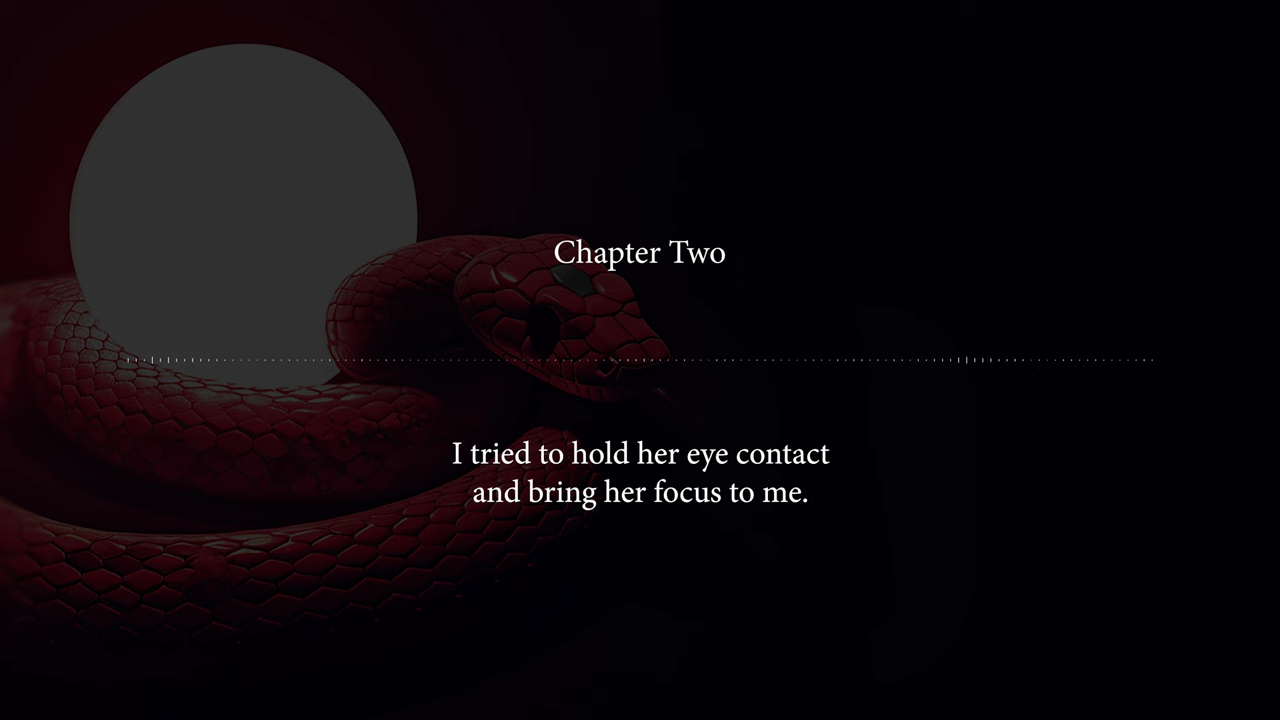 Chapter Two
I tried to hold her eye contact
and bring her focus to me.